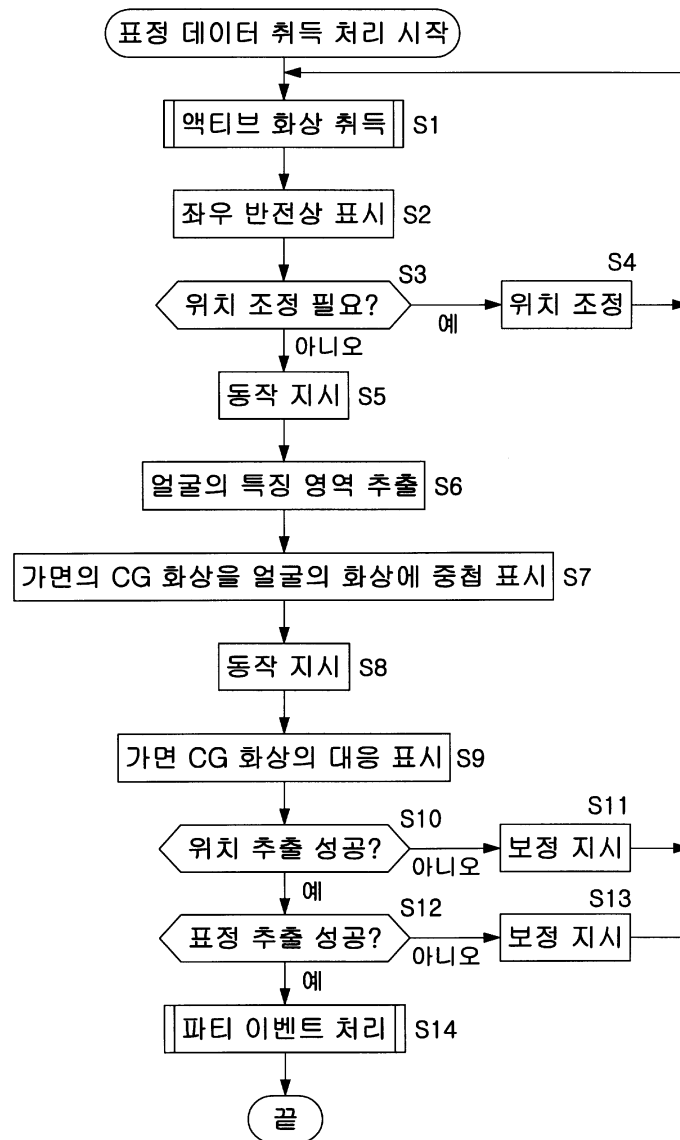 표정 데이터 취득 처리 시작
액티브 화상 취득 S1
좌우 반전상 표시 S2
위치 조정 필요? S3
예
위치 조정 S4
아니오
동작 지시 S5
얼굴의 특징 영역 추출 S6
가면의 CG 화상을 얼굴의 화상에 중첩 표시 S7
동작 지시 S8
가면 CG 화상의 대응 표시 S9
위치 추출 성공? S10
아니오
보정 지시 S11
예
표정 추출 성공? S12
아니오
보정 지시 S13
예
파티 이벤트 처리 S14
끝